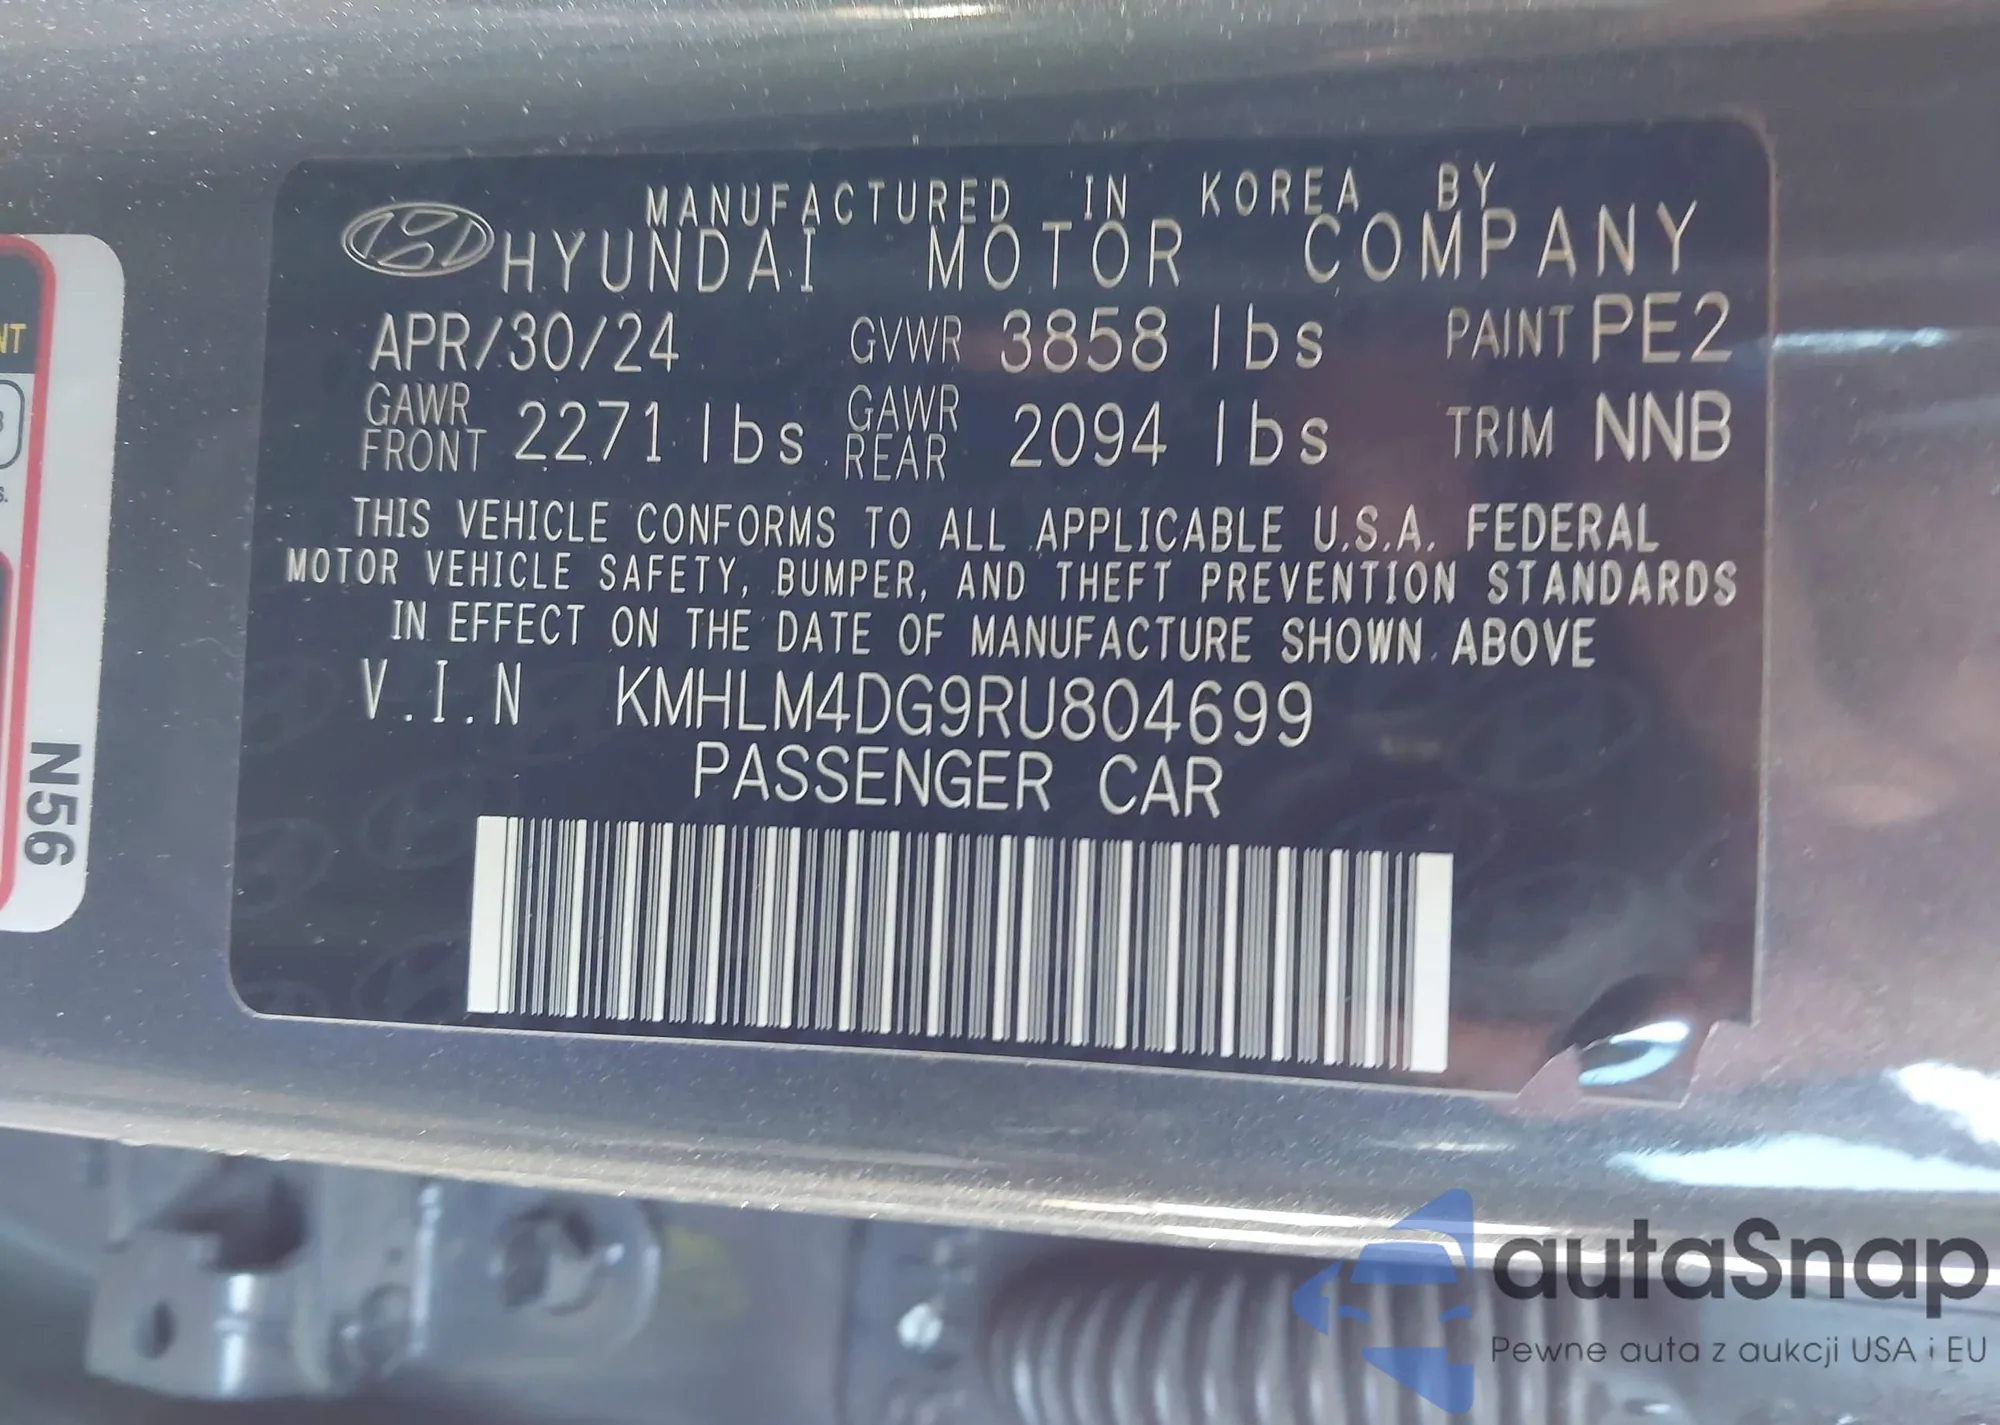 MANUFACTURED IN KOREA BY
HYUNDAI MOTOR COMPANY
APR/30/24 GVWR 3858 lbs PAINT PE2
GAWR FRONT 2271 lbs GAWR REAR 2094 lbs TRIM NNB
THIS VEHICLE CONFORMS TO ALL APPLICABLE U.S.A. FEDERAL
MOTOR VEHICLE SAFETY, BUMPER, AND THEFT PREVENTION STANDARDS
IN EFFECT ON THE DATE OF MANUFACTURE SHOWN ABOVE
V.I.N KMHLM4DG9RU804699
PASSENGER CAR
N56
autaSnap
Pewne auta z aukcji USA i EU